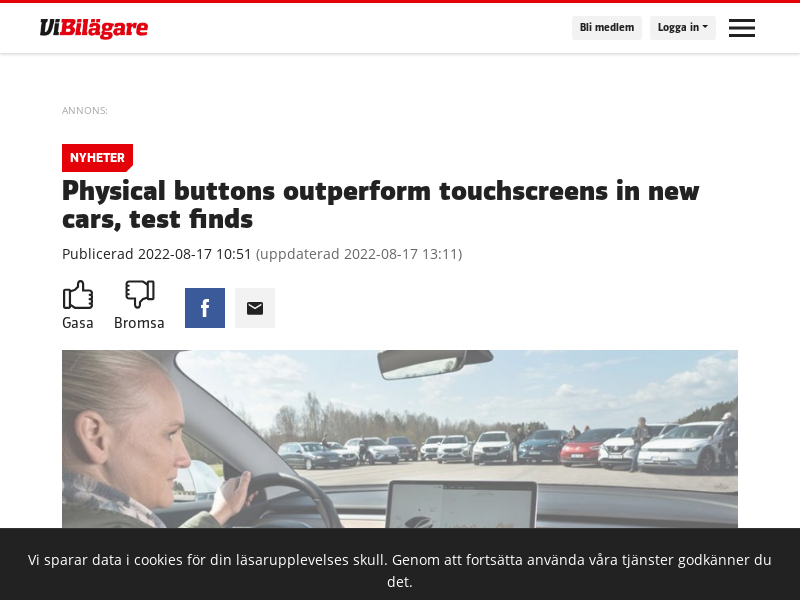 ViBilägare
Bli medlem
Logga in
ANNONS:
NYHETER
Physical buttons outperform touchscreens in new
cars, test finds
Publicerad 2022-08-17 10:51 (uppdaterad 2022-08-17 13:11)
Gasa
Bromsa
f
Vi sparar data i cookies för din läsarupplevelses skull. Genom att fortsätta använda våra tjänster godkänner du
det.